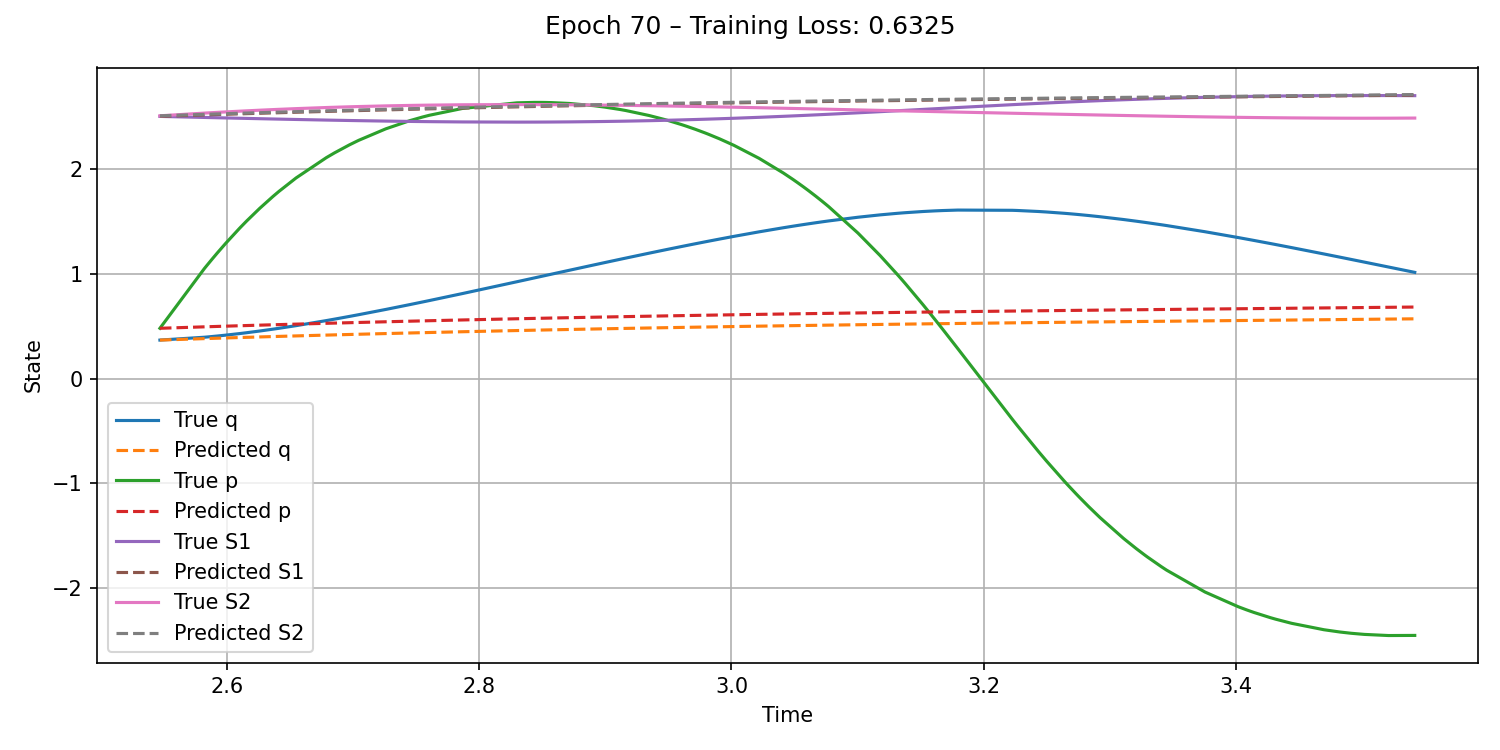 Epoch 70 – Training Loss: 0.6325
State
2
1
0
−1
−2
True q
Predicted q
True p
Predicted p
True S1
Predicted S1
True S2
Predicted S2
2.6 2.8 3.0 3.2 3.4
Time